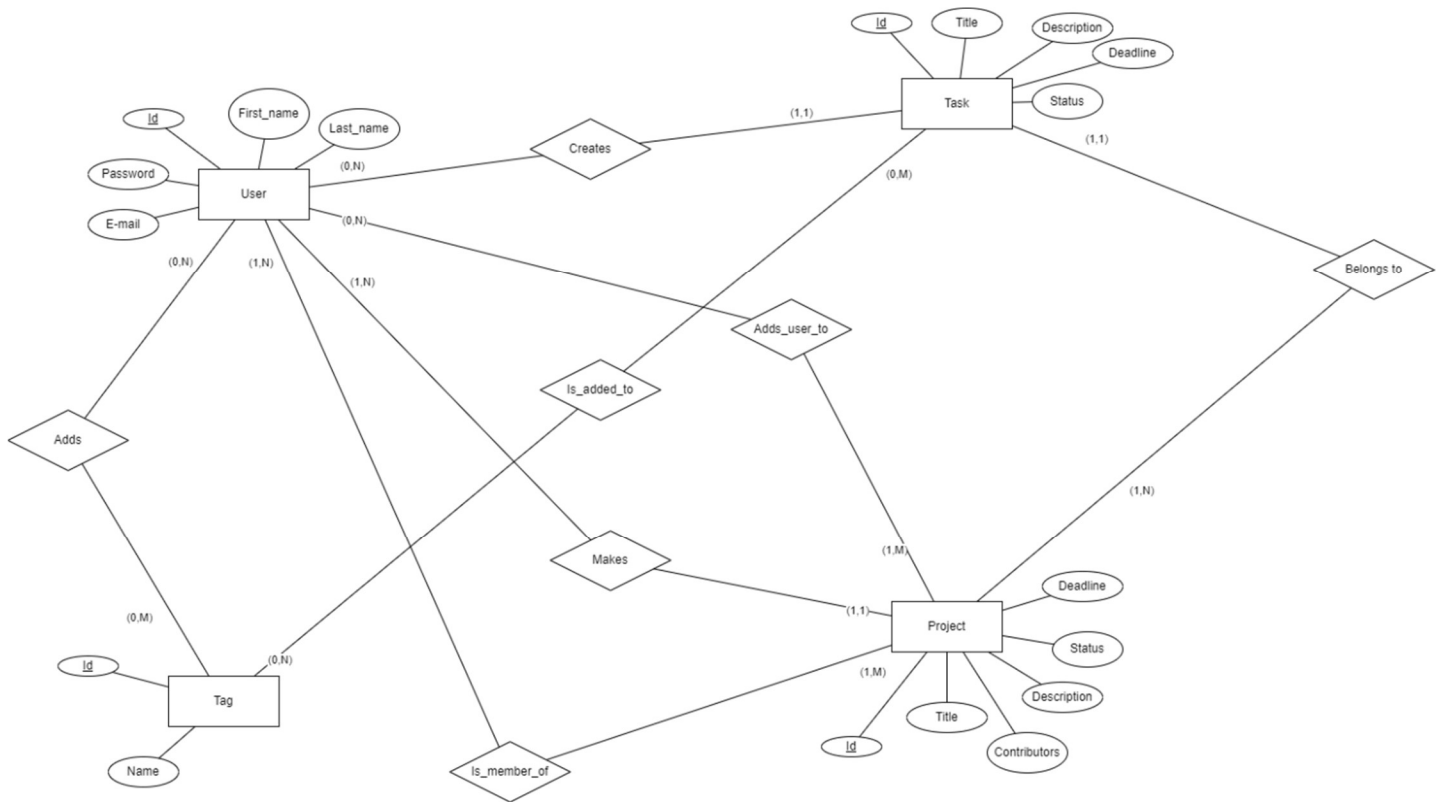 Id
Title
Description
Deadline
Status
Task
Id
First_name
Last_name
Password
E-mail
User
(0,N)
Creates
(1,1)
(1,1)
(0,M)
(0,N)
(0,N)
(1,N)
(1,N)
Belongs to
Adds_user_to
Is_added_to
Adds
(1,N)
(1,M)
Makes
(1,1)
Deadline
(0,M)
Project
Status
(0,N)
Id
(1,M)
Description
Tag
Title
Id
Contributors
Name
Is_member_of